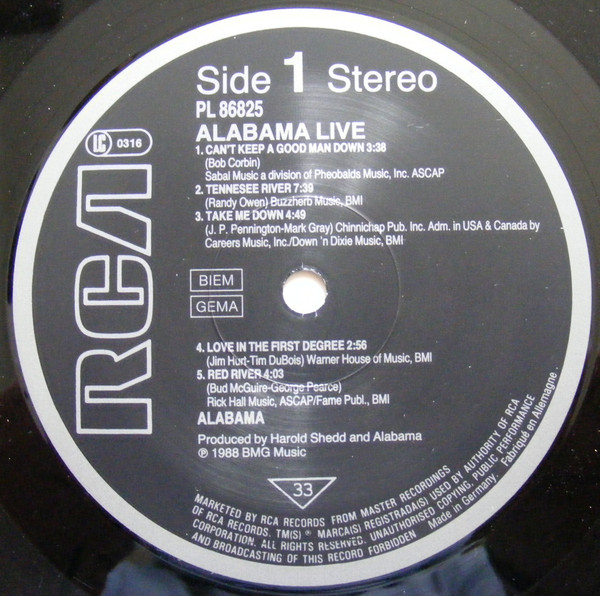 Side 1 Stereo
PL 86825
ALABAMA LIVE
1. CAN'T KEEP A GOOD MAN DOWN 3:38
(Bob Corbin)
Sabal Music a division of Pheobalds Music, Inc. ASCAP
2. TENNESEE RIVER 7:39
(Randy Owen) Buzzherb Music, BMI
3. TAKE ME DOWN 4:49
(J. P. Pennington-Mark Gray) Chinnichap Pub. Inc. Adm. in USA & Canada by
Careers Music, Inc./Down 'n Dixie Music, BMI
LC 0316
RCA
BIEM
GEMA
4. LOVE IN THE FIRST DEGREE 2:56
(Jim Hurt-Tim DuBois) Warner House of Music, BMI
5. RED RIVER 4:03
(Bud McGuire-George Pearce)
Rick Hall Music, ASCAP/Fame Publ., BMI
ALABAMA
Produced by Harold Shedd and Alabama
℗ 1988 BMG Music
33
MARKETED BY RCA RECORDS FROM MASTER RECORDINGS
OF RCA RECORDS. TM(S) ® MARCA(S) REGISTRADA(S) USED BY AUTHORITY OF RCA
CORPORATION. ALL RIGHTS RESERVED. UNAUTHORISED COPYING, PUBLIC PERFORMANCE
AND BROADCASTING OF THIS RECORD FORBIDDEN Made in Germany. Fabriqué en Allemagne